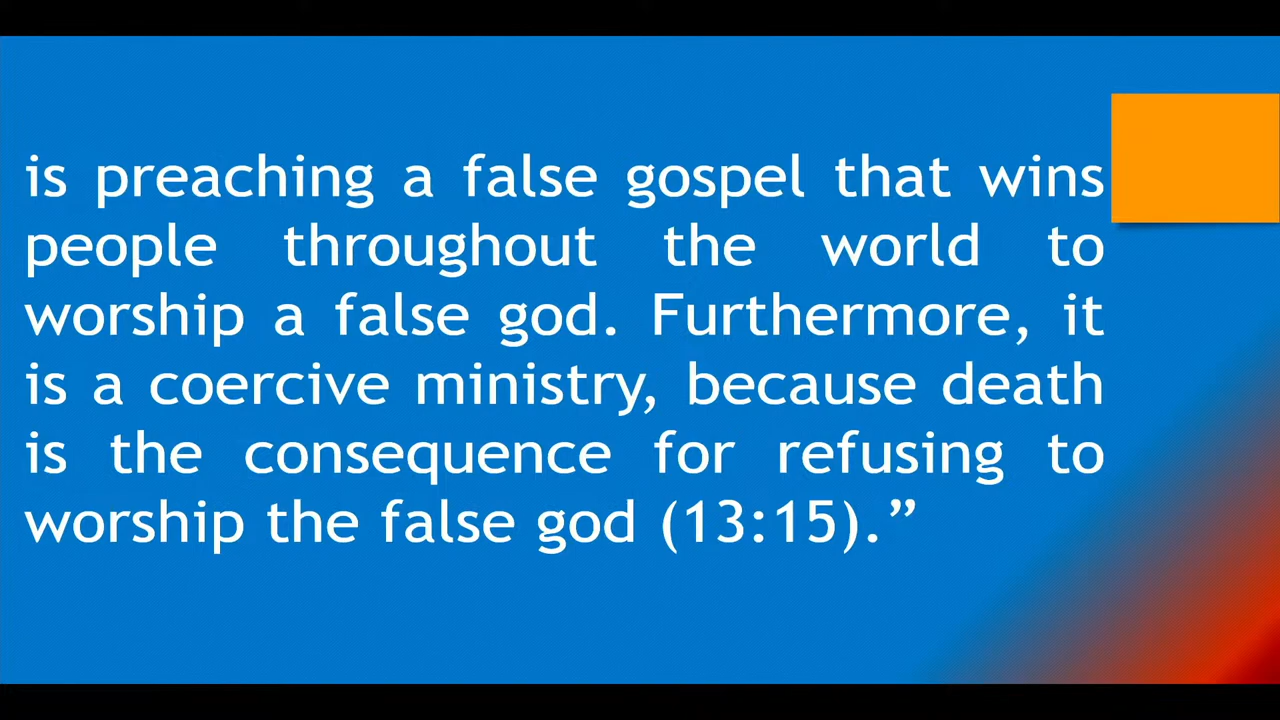 is preaching a false gospel that wins
people throughout the world to
worship a false god. Furthermore, it
is a coercive ministry, because death
is the consequence for refusing to
worship the false god (13:15).”